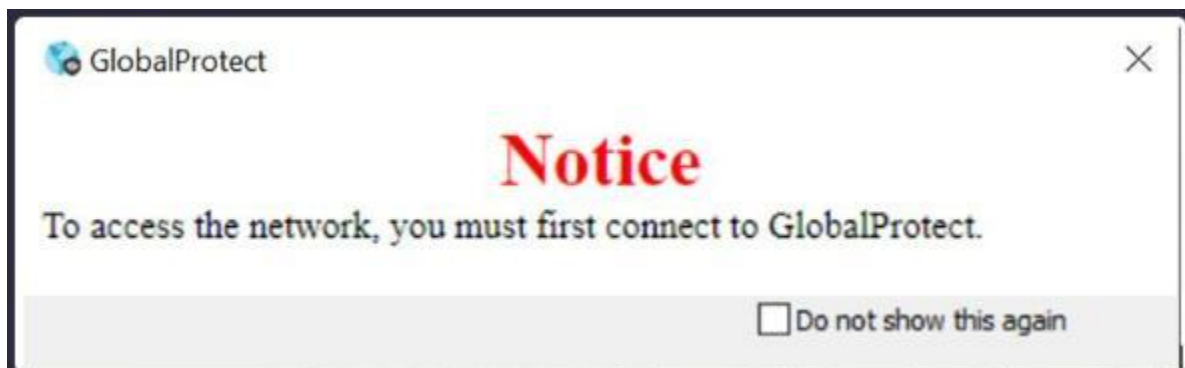 GlobalProtect
Notice
To access the network, you must first connect to GlobalProtect.
Do not show this again